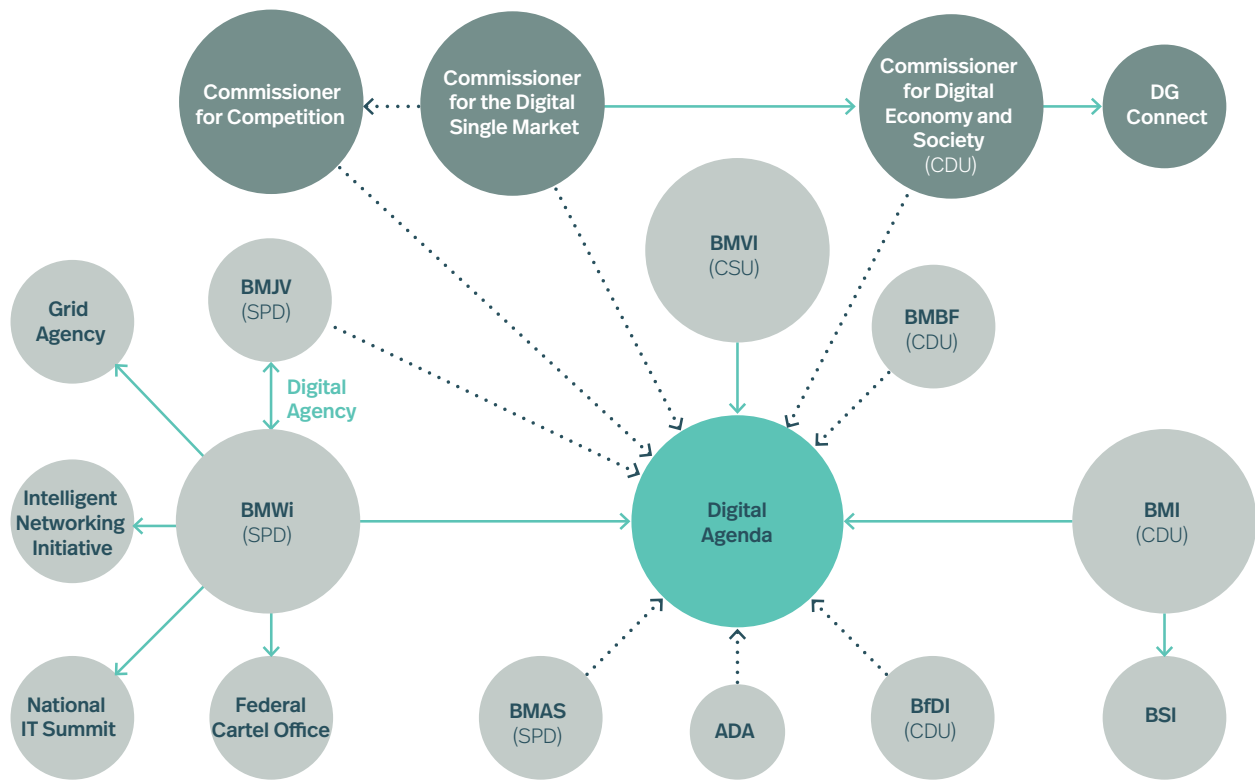 Commissioner
for Competition
Commissioner
for the Digital
Single Market
Commissioner
for Digital
Economy and
Society
(CDU)
DG
Connect
BMVI
(CSU)
Grid
Agency
BMJV
(SPD)
BMBF
(CDU)
Digital
Agency
Intelligent
Networking
Initiative
BMWi
(SPD)
Digital
Agenda
BMI
(CDU)
National
IT Summit
Federal
Cartel Office
BMAS
(SPD)
ADA
BfDI
(CDU)
BSI